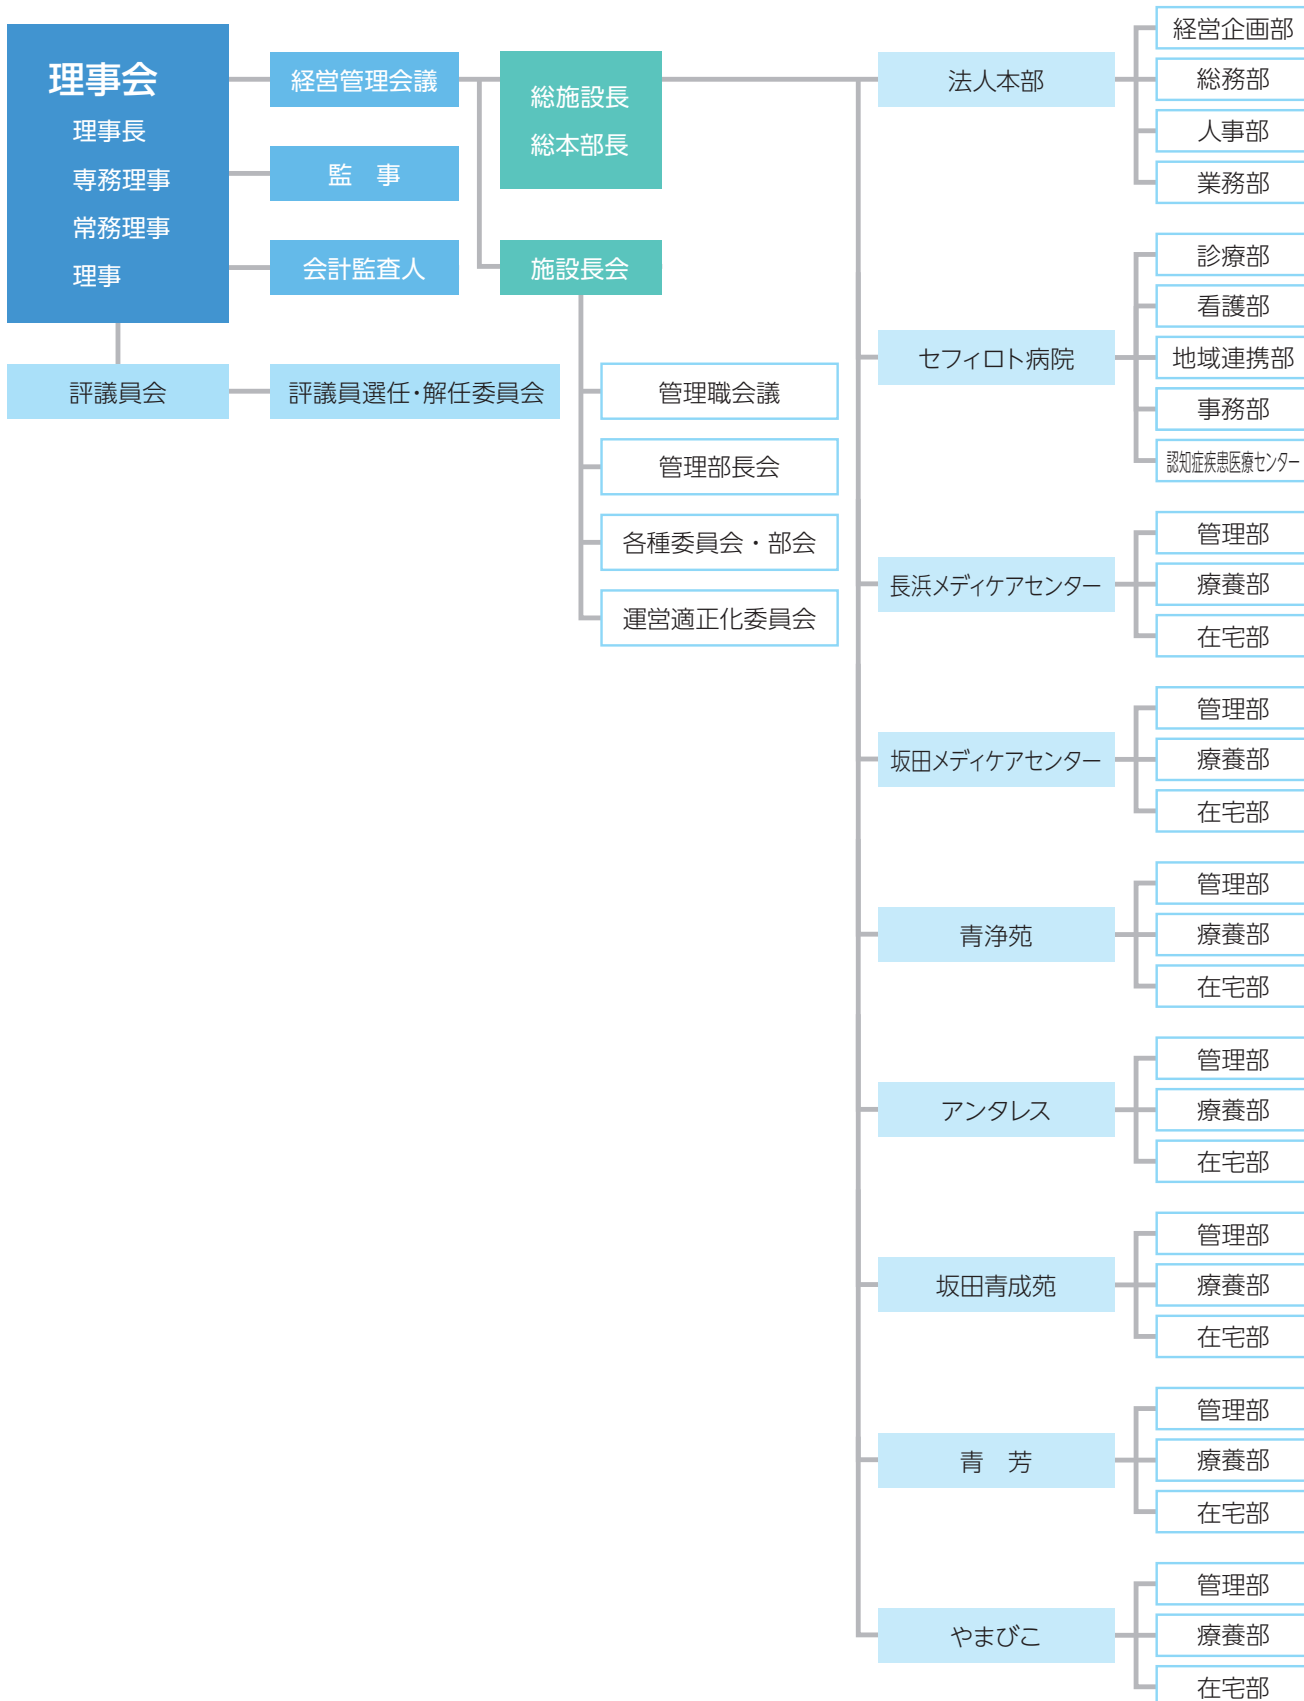 理事会
理事長
専務理事
常務理事
理事
評議員会
経営管理会議
監　事
会計監査人
評議員選任・解任委員会
総施設長
総本部長
施設長会
管理職会議
管理部長会
各種委員会・部会
運営適正化委員会
法人本部
経営企画部
総務部
人事部
業務部
セフィロト病院
診療部
看護部
地域連携部
事務部
認知症疾患医療センター
長浜メディケアセンター
管理部
療養部
在宅部
坂田メディケアセンター
管理部
療養部
在宅部
青浄苑
管理部
療養部
在宅部
アンタレス
管理部
療養部
在宅部
坂田青成苑
管理部
療養部
在宅部
青　芳
管理部
療養部
在宅部
やまびこ
管理部
療養部
在宅部